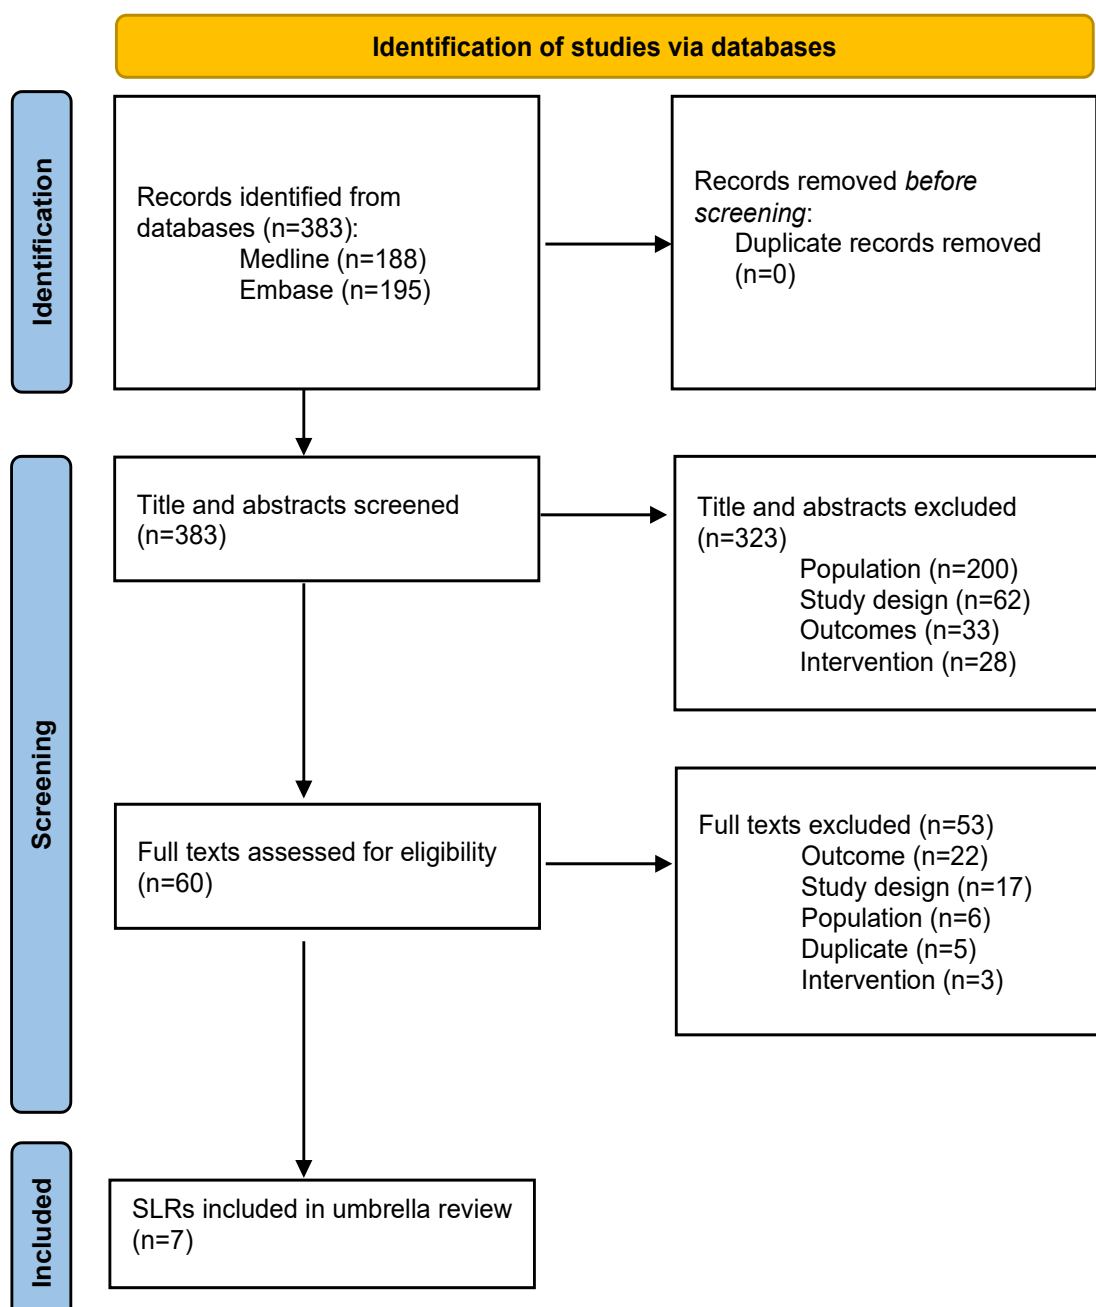 Identification of studies via databases
Identification
Records identified from
databases (n=383):
Medline (n=188)
Embase (n=195)
Records removed before
screening:
Duplicate records removed
(n=0)
Screening
Title and abstracts screened
(n=383)
Title and abstracts excluded
(n=323)
Population (n=200)
Study design (n=62)
Outcomes (n=33)
Intervention (n=28)
Full texts assessed for eligibility
(n=60)
Full texts excluded (n=53)
Outcome (n=22)
Study design (n=17)
Population (n=6)
Duplicate (n=5)
Intervention (n=3)
Included
SLRs included in umbrella review
(n=7)